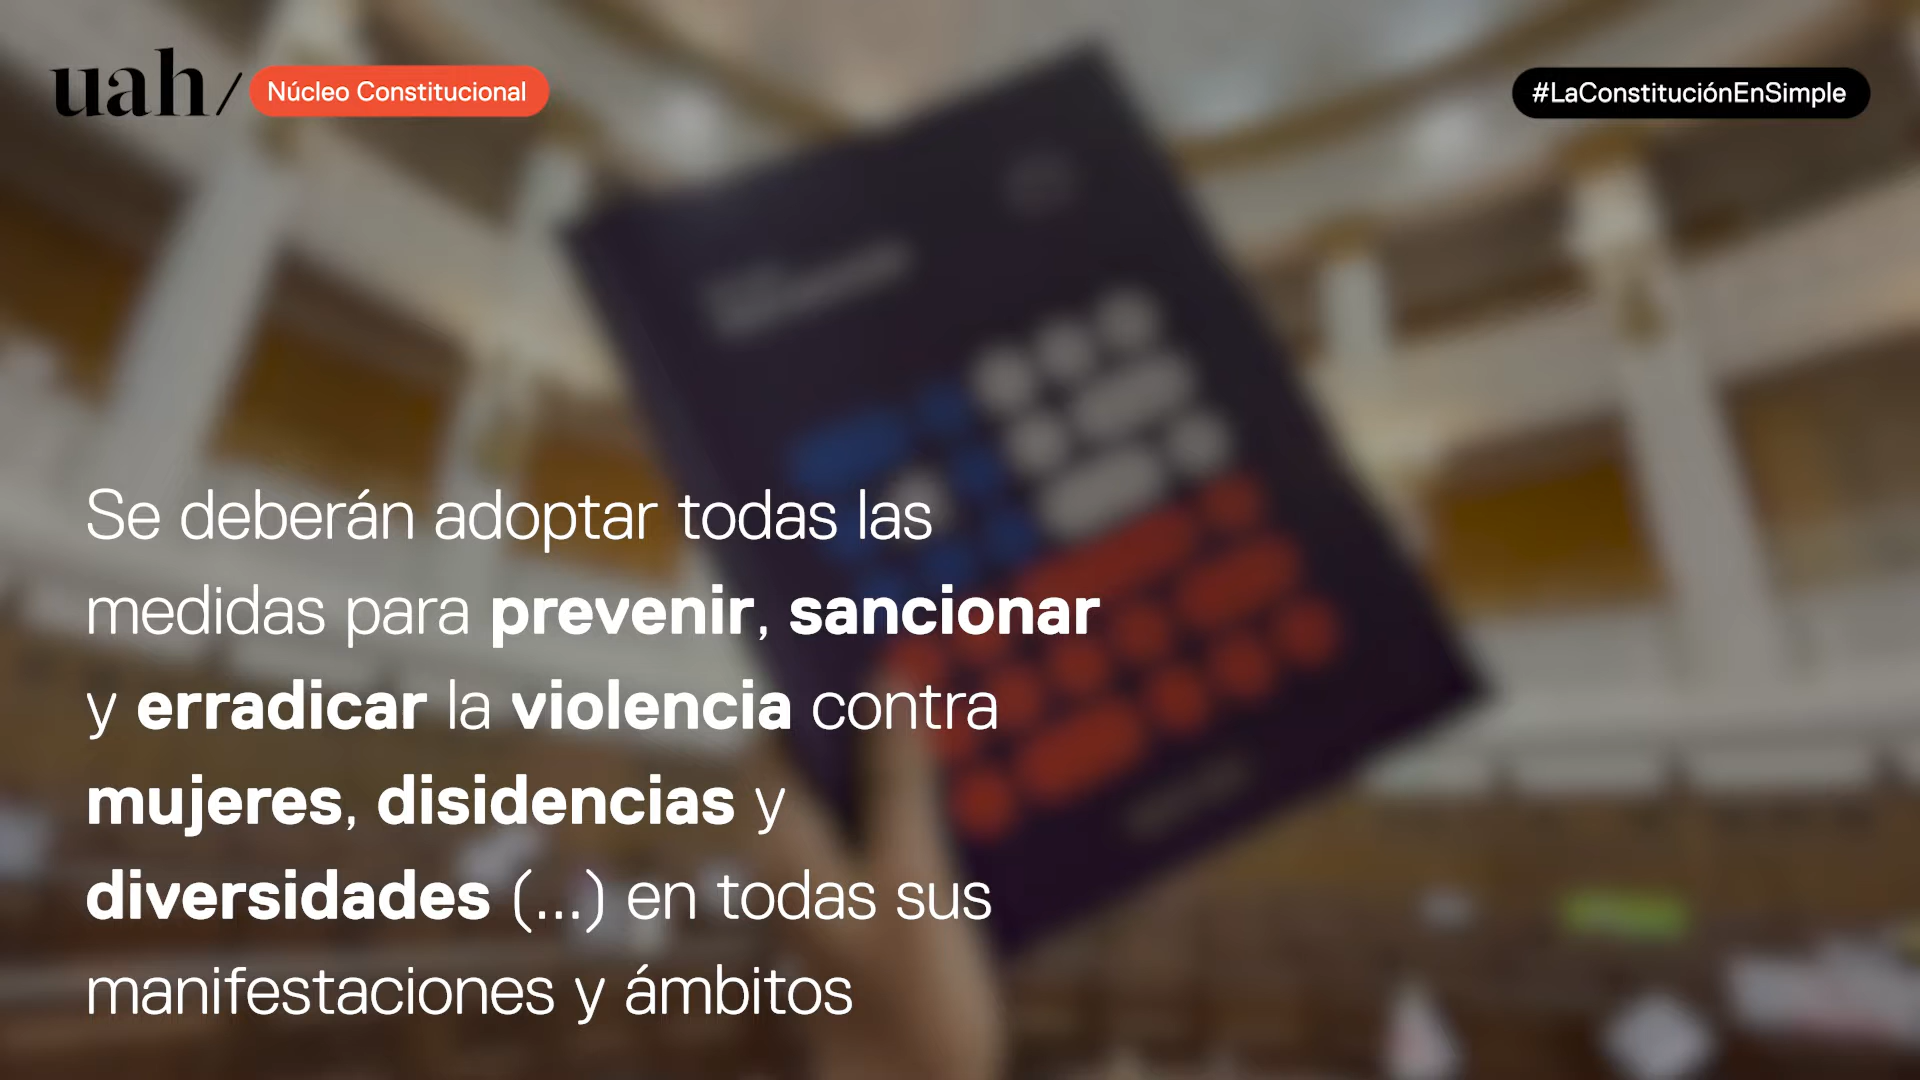 uah/ Núcleo Constitucional
#LaConstituciónEnSimple
Se deberán adoptar todas las
medidas para prevenir, sancionar
y erradicar la violencia contra
mujeres, disidencias y
diversidades (...) en todas sus
manifestaciones y ámbitos